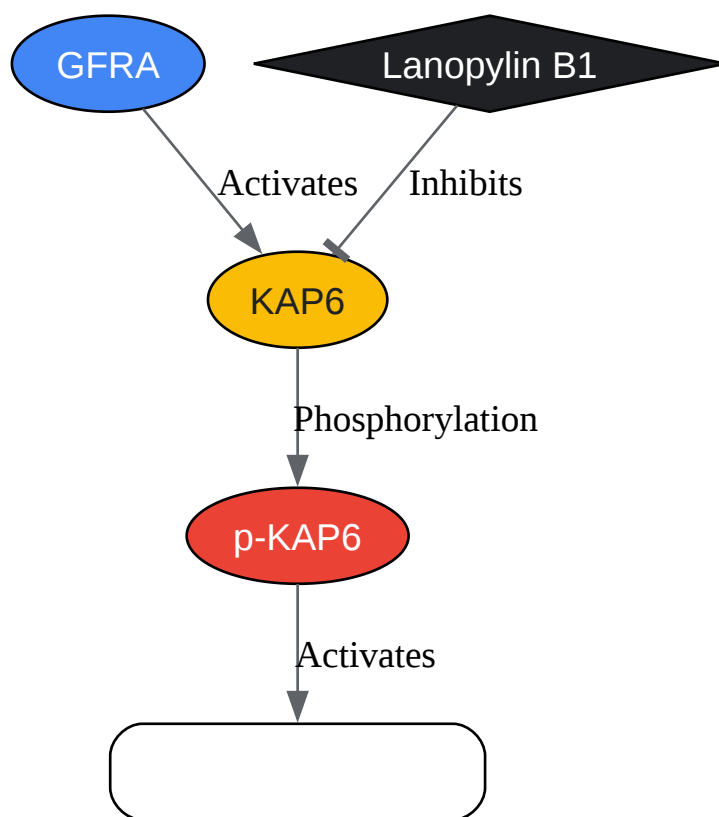 GFRA
Lanopylin B1
Activates
Inhibits
KAP6
Phosphorylation
p-KAP6
Activates